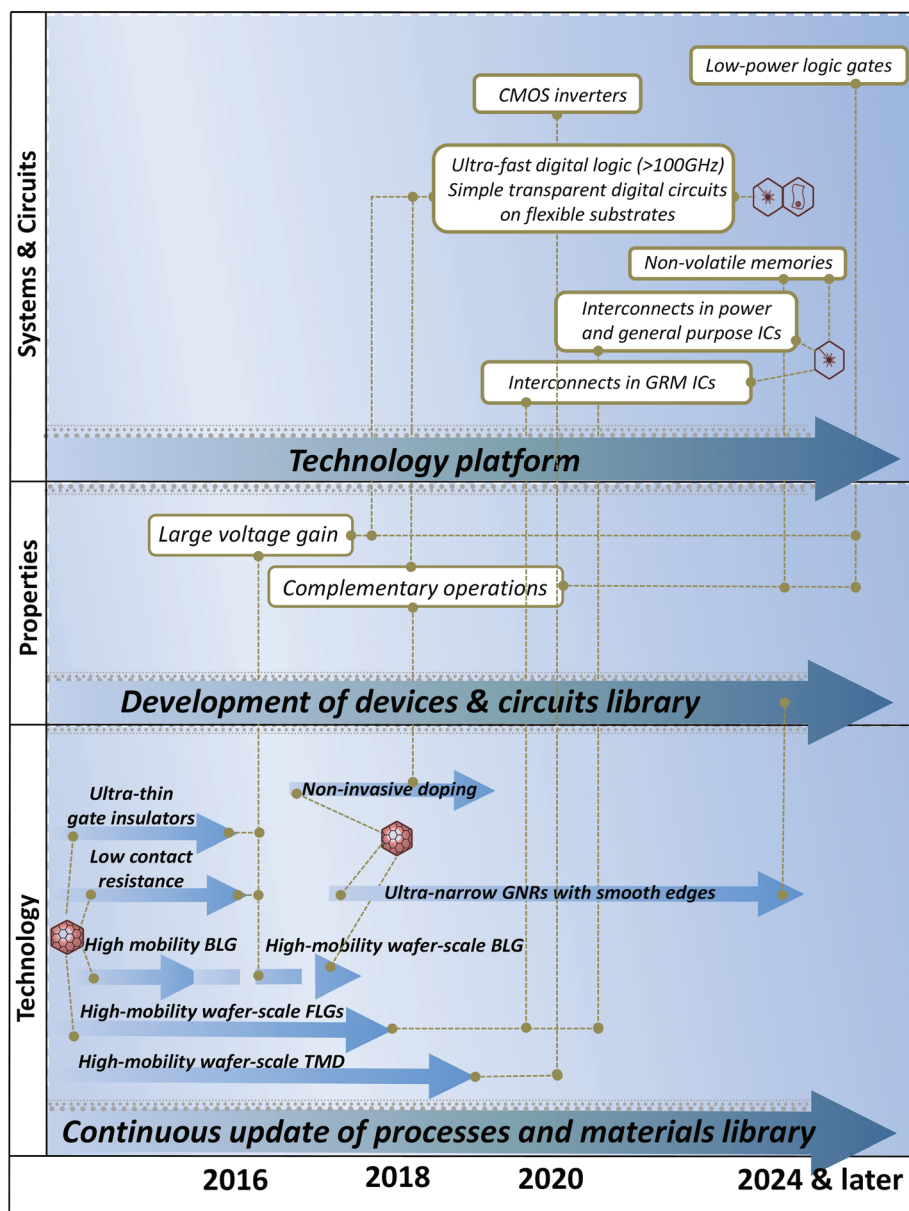 Systems & Circuits
Low-power logic gates
CMOS inverters
Ultra-fast digital logic (>100GHz)
Simple transparent digital circuits
on flexible substrates
Non-volatile memories
Interconnects in power
and general purpose ICs
Interconnects in GRM ICs
Technology platform
Properties
Large voltage gain
Complementary operations
Development of devices & circuits library
Technology
Non-invasive doping
Ultra-thin
gate insulators
Low contact
resistance
Ultra-narrow GNRs with smooth edges
High mobility BLG
High-mobility wafer-scale BLG
High-mobility wafer-scale FLGs
High-mobility wafer-scale TMD
Continuous update of processes and materials library
2016
2018
2020
2024 & later